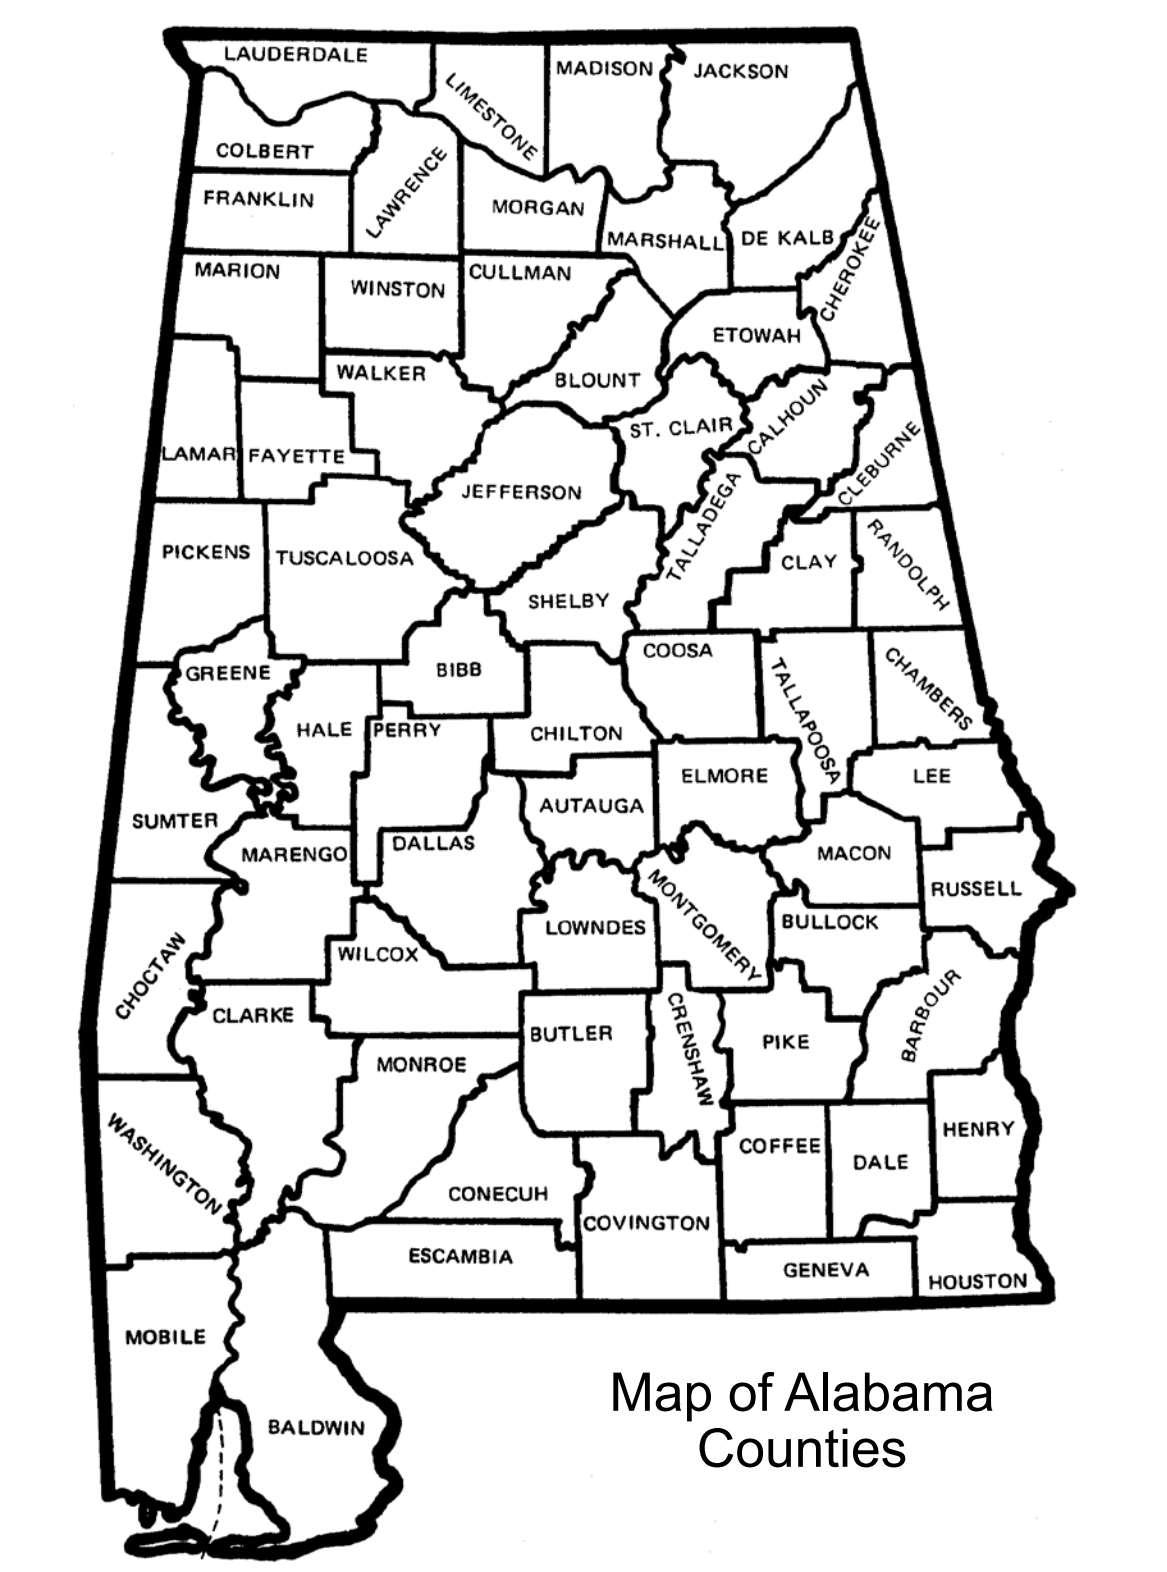 LAUDERDALE
LIMESTONE
MADISON
JACKSON
COLBERT
LAWRENCE
FRANKLIN
MORGAN
MARSHALL
DE KALB
CHEROKEE
MARION
WINSTON
CULLMAN
ETOWAH
WALKER
BLOUNT
ST. CLAIR
CALHOUN
LAMAR
FAYETTE
CLEBURNE
JEFFERSON
TALLADEGA
PICKENS
TUSCALOOSA
CLAY
RANDOLPH
SHELBY
GREENE
BIBB
COOSA
TALLAPOOSA
CHAMBERS
HALE
PERRY
CHILTON
ELMORE
LEE
SUMTER
AUTAUGA
MARENGO
DALLAS
MACON
RUSSELL
LOWNDES
MONTGOMERY
BULLOCK
CHOCTAW
WILCOX
CLARKE
BUTLER
CRENSHAW
PIKE
BARBOUR
MONROE
WASHINGTON
COFFEE
DALE
HENRY
CONECUH
COVINGTON
ESCAMBIA
GENEVA
HOUSTON
MOBILE
BALDWIN
Map of Alabama
Counties